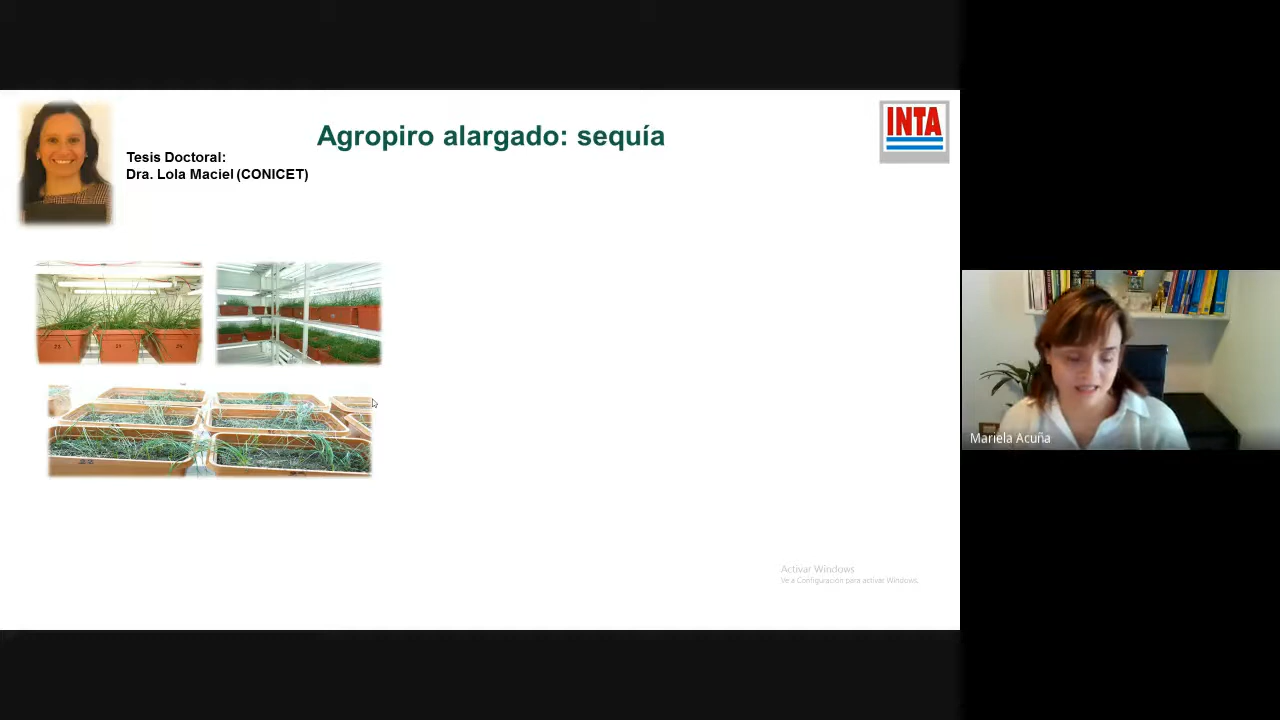 Agropiro alargado: sequía
INTA
Tesis Doctoral:
Dra. Lola Maciel (CONICET)
Mariela Acuña
Activar Windows
Ve a Configuración para activar Windows.